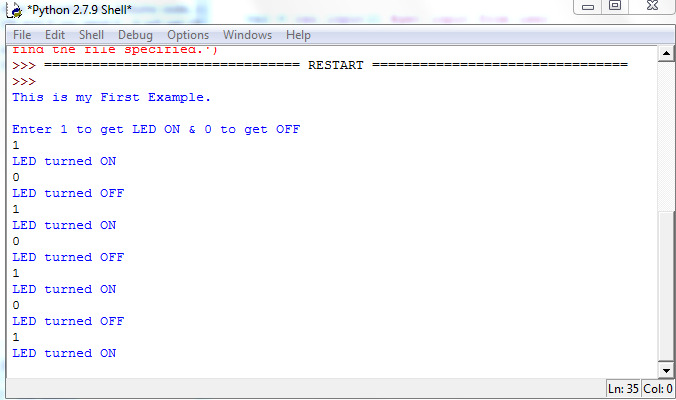 *Python 2.7.9 Shell*
File Edit Shell Debug Options Windows Help
find the file specified.')
>>> ================================ RESTART ================================
>>>
This is my First Example.
Enter 1 to get LED ON & 0 to get OFF
1
LED turned ON
0
LED turned OFF
1
LED turned ON
0
LED turned OFF
1
LED turned ON
0
LED turned OFF
1
LED turned ON
Ln: 35 Col: 0